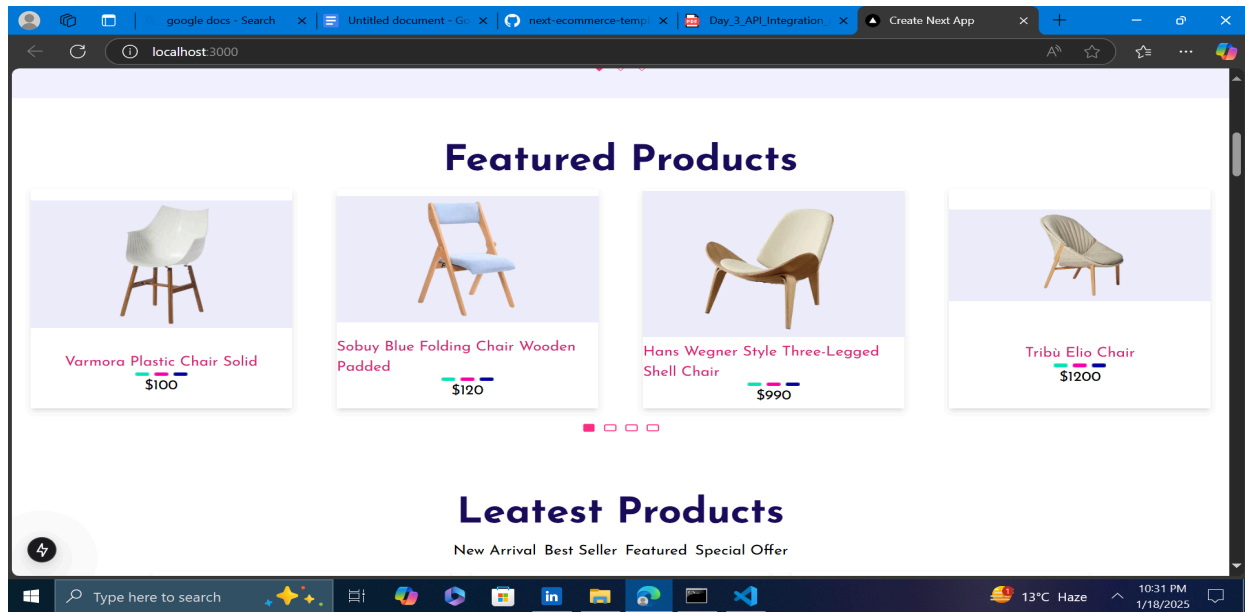 google docs - Search
Untitled document - Go
next-ecommerce-templ
Day_3_API_Integration_
Create Next App
localhost:3000
Featured Products
Varmora Plastic Chair Solid
$100
Sobuy Blue Folding Chair Wooden
Padded
$120
Hans Wegner Style Three-Legged
Shell Chair
$990
Tribù Elio Chair
$1200
Leatest Products
New Arrival Best Seller Featured Special Offer
Type here to search
13°C Haze
10:31 PM
1/18/2025